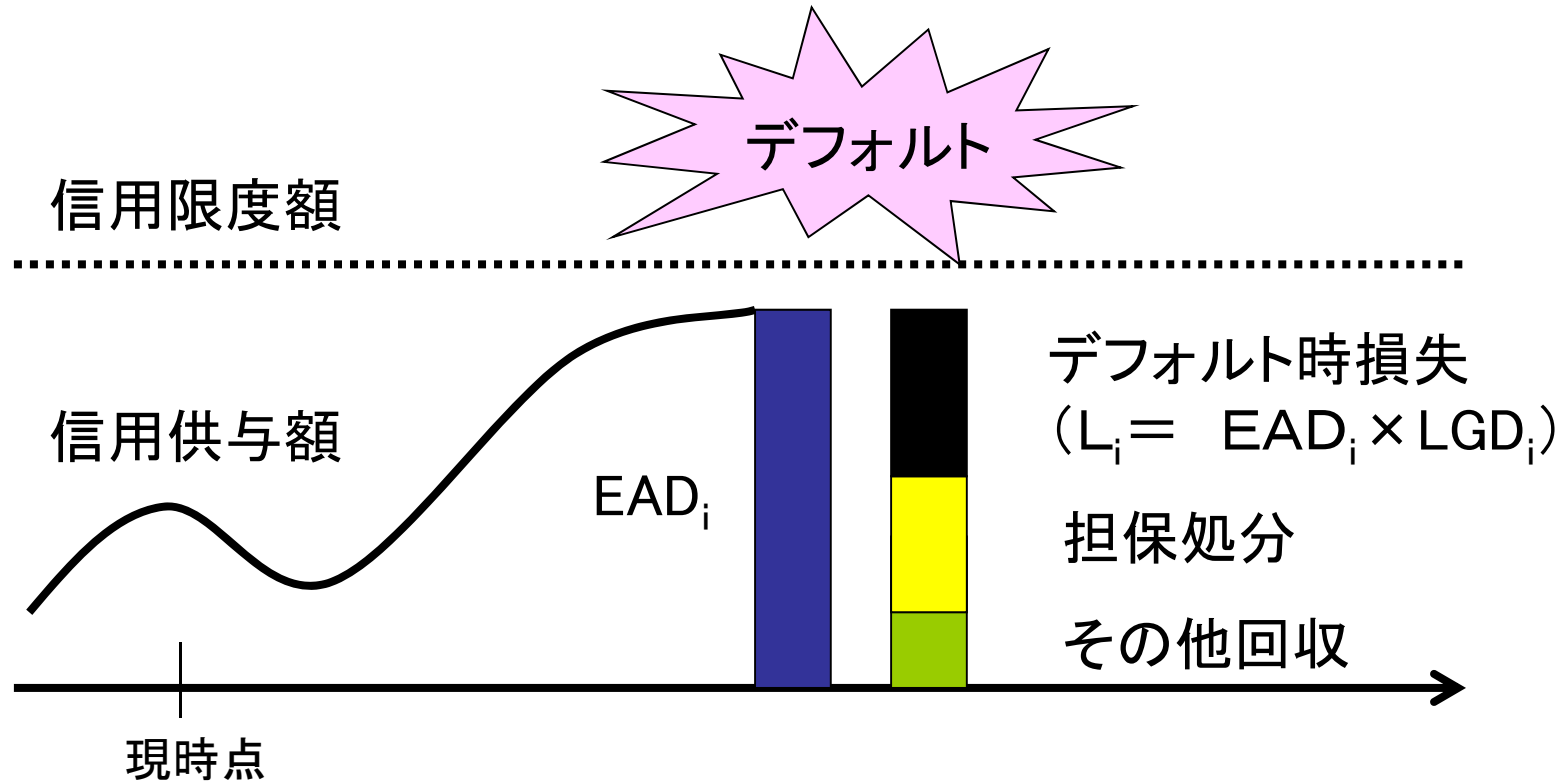 デフォルト
信用限度額
信用供与額
EADi
デフォルト時損失
(Li= EADi×LGDi)
担保処分
その他回収
現時点